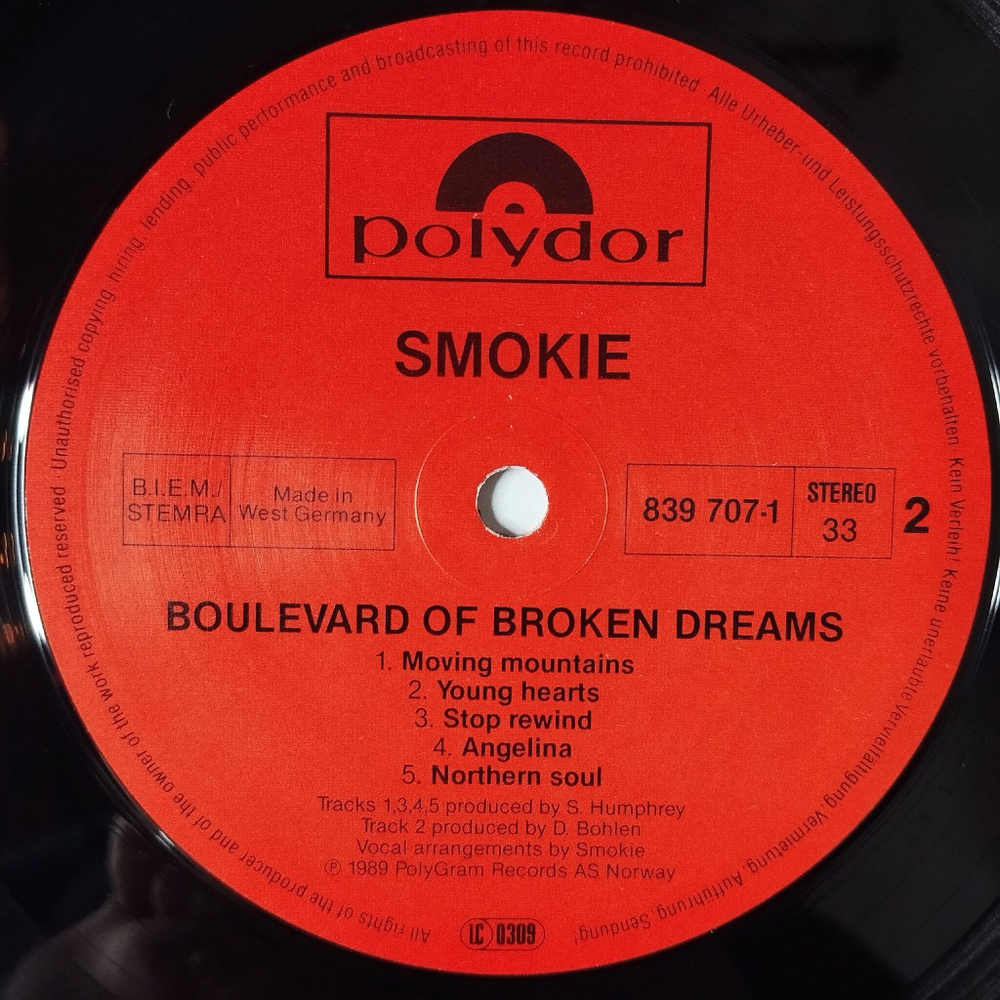 All rights of the producer and of the owner of the work reproduced reserved Unauthorised copying, hiring, lending, public performance and broadcasting of this record prohibited Alle Urheber-und Leistungsschutzrechte vorbehalten Kein Verleih! Keine unerlaubte Vervielfältigung, Vermietung, Aufführung, Sendung!
polydor
SMOKIE
B.I.E.M./
STEMRA
Made in
West Germany
839 707-1
STEREO
33
2
BOULEVARD OF BROKEN DREAMS
1. Moving mountains
2. Young hearts
3. Stop rewind
4. Angelina
5. Northern soul
Tracks 1,3,4,5 produced by S. Humphrey
Track 2 produced by D. Bohlen
Vocal arrangements by Smokie
℗ 1989 PolyGram Records AS Norway
LC 0309